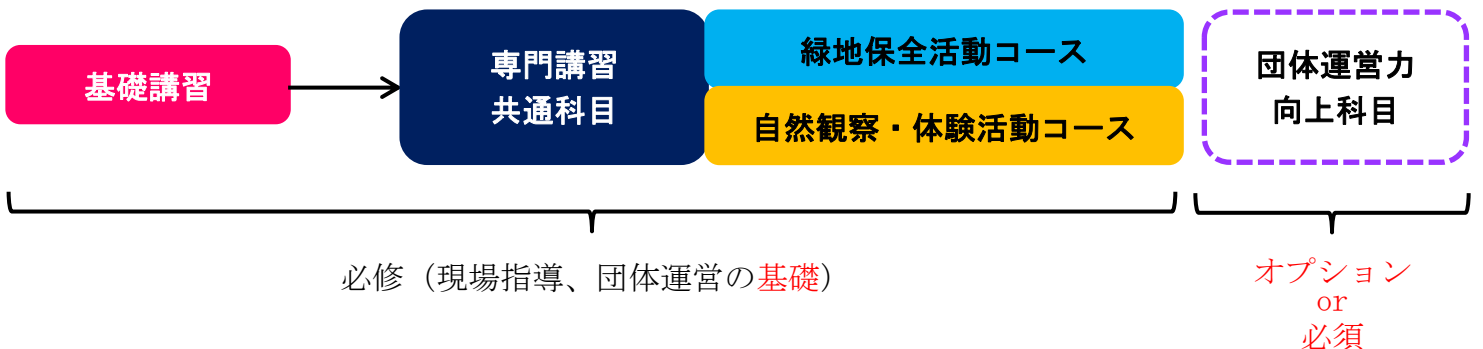 基礎講習
専門講習
共通科目
緑地保全活動コース
自然観察・体験活動コース
団体運営力
向上科目
必修（現場指導、団体運営の基礎）
オプション
or
必須